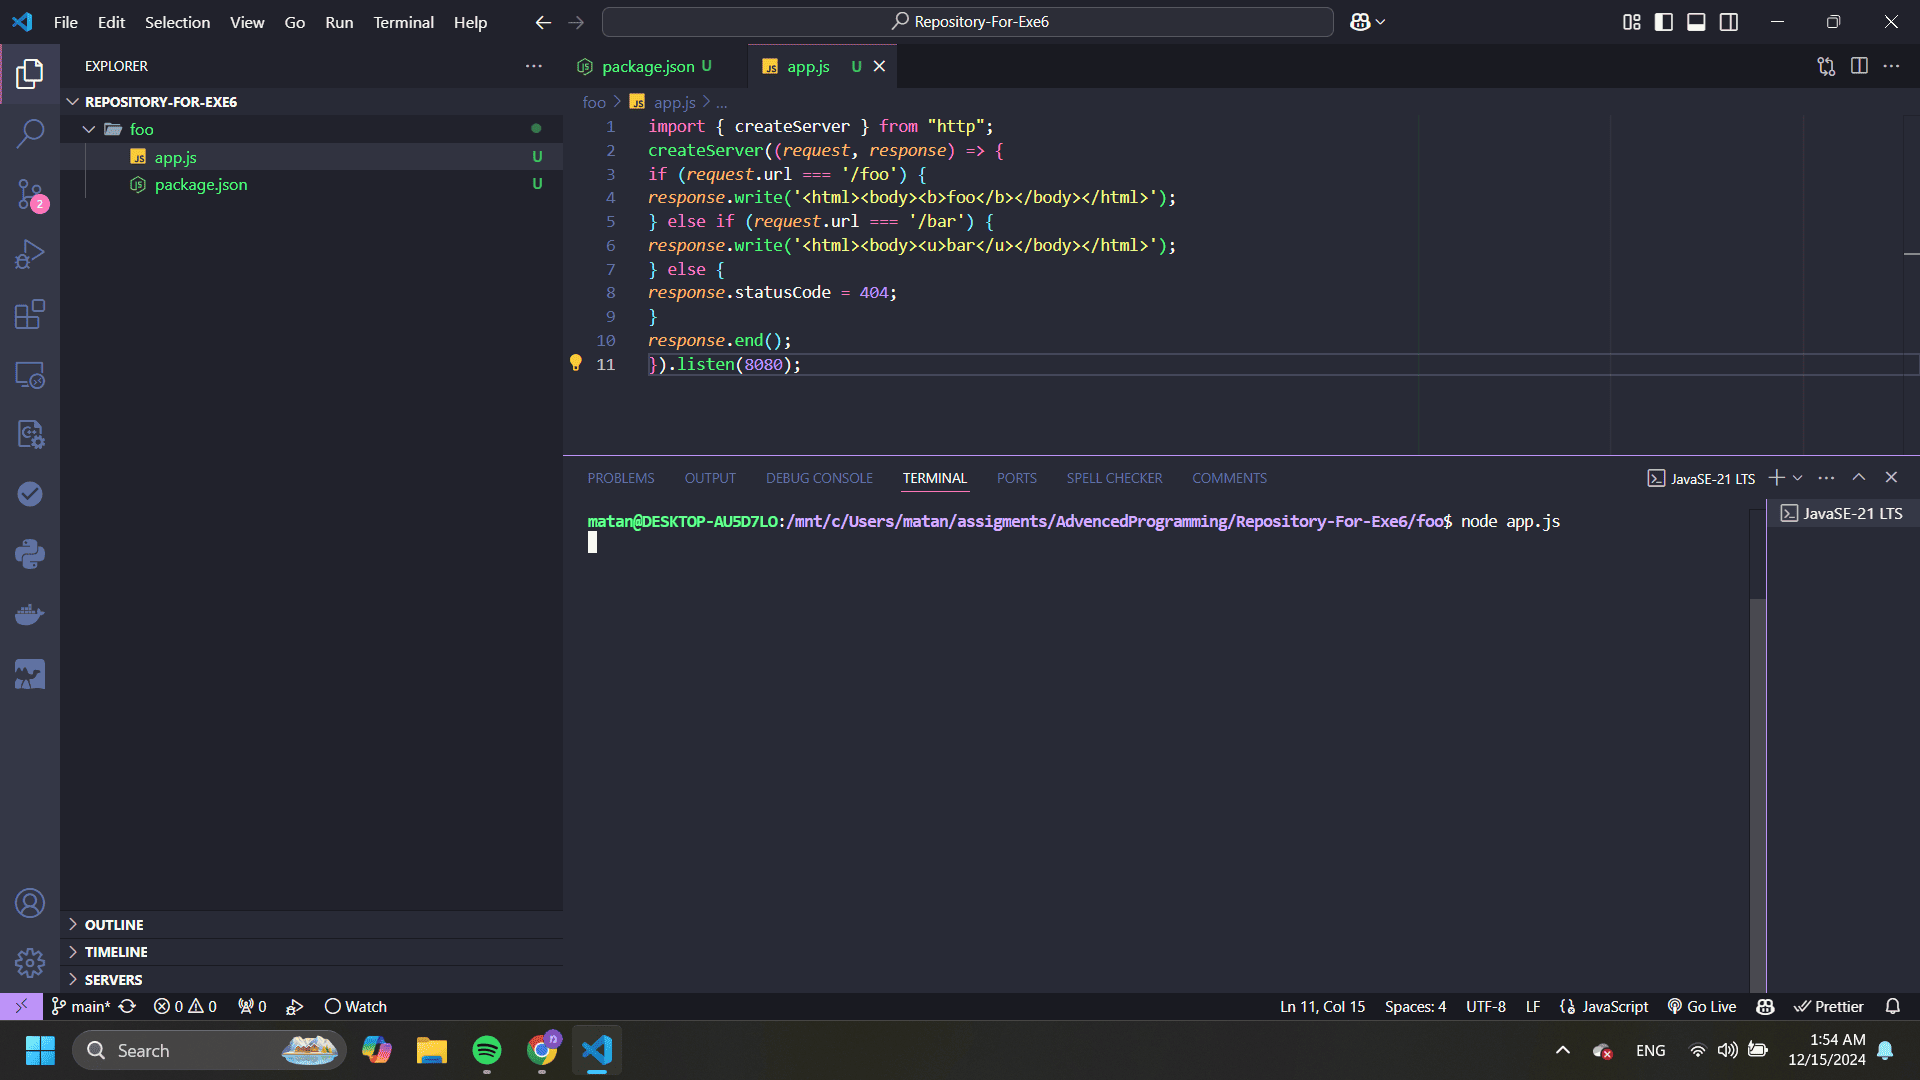 File Edit Selection View Go Run Terminal Help
Repository-For-Exe6
EXPLORER
REPOSITORY-FOR-EXE6
foo
app.js U
package.json U
2
OUTLINE
TIMELINE
SERVERS
package.json U
app.js U
foo > JS app.js > ...
1 import { createServer } from "http";
2 createServer((request, response) => {
3 if (request.url === '/foo') {
4 response.write('<html><body><b>foo</b></body></html>');
5 } else if (request.url === '/bar') {
6 response.write('<html><body><u>bar</u></body></html>');
7 } else {
8 response.statusCode = 404;
9 }
10 response.end();
11 }).listen(8080);
PROBLEMS OUTPUT DEBUG CONSOLE TERMINAL PORTS SPELL CHECKER COMMENTS
JavaSE-21 LTS
matan@DESKTOP-AU5D7LO:/mnt/c/Users/matan/assigments/AdvencedProgramming/Repository-For-Exe6/foo$ node app.js
JavaSE-21 LTS
main* 0 0 0 Watch
Ln 11, Col 15 Spaces: 4 UTF-8 LF JavaScript Go Live Prettier
Search
n
ENG
1:54 AM
12/15/2024